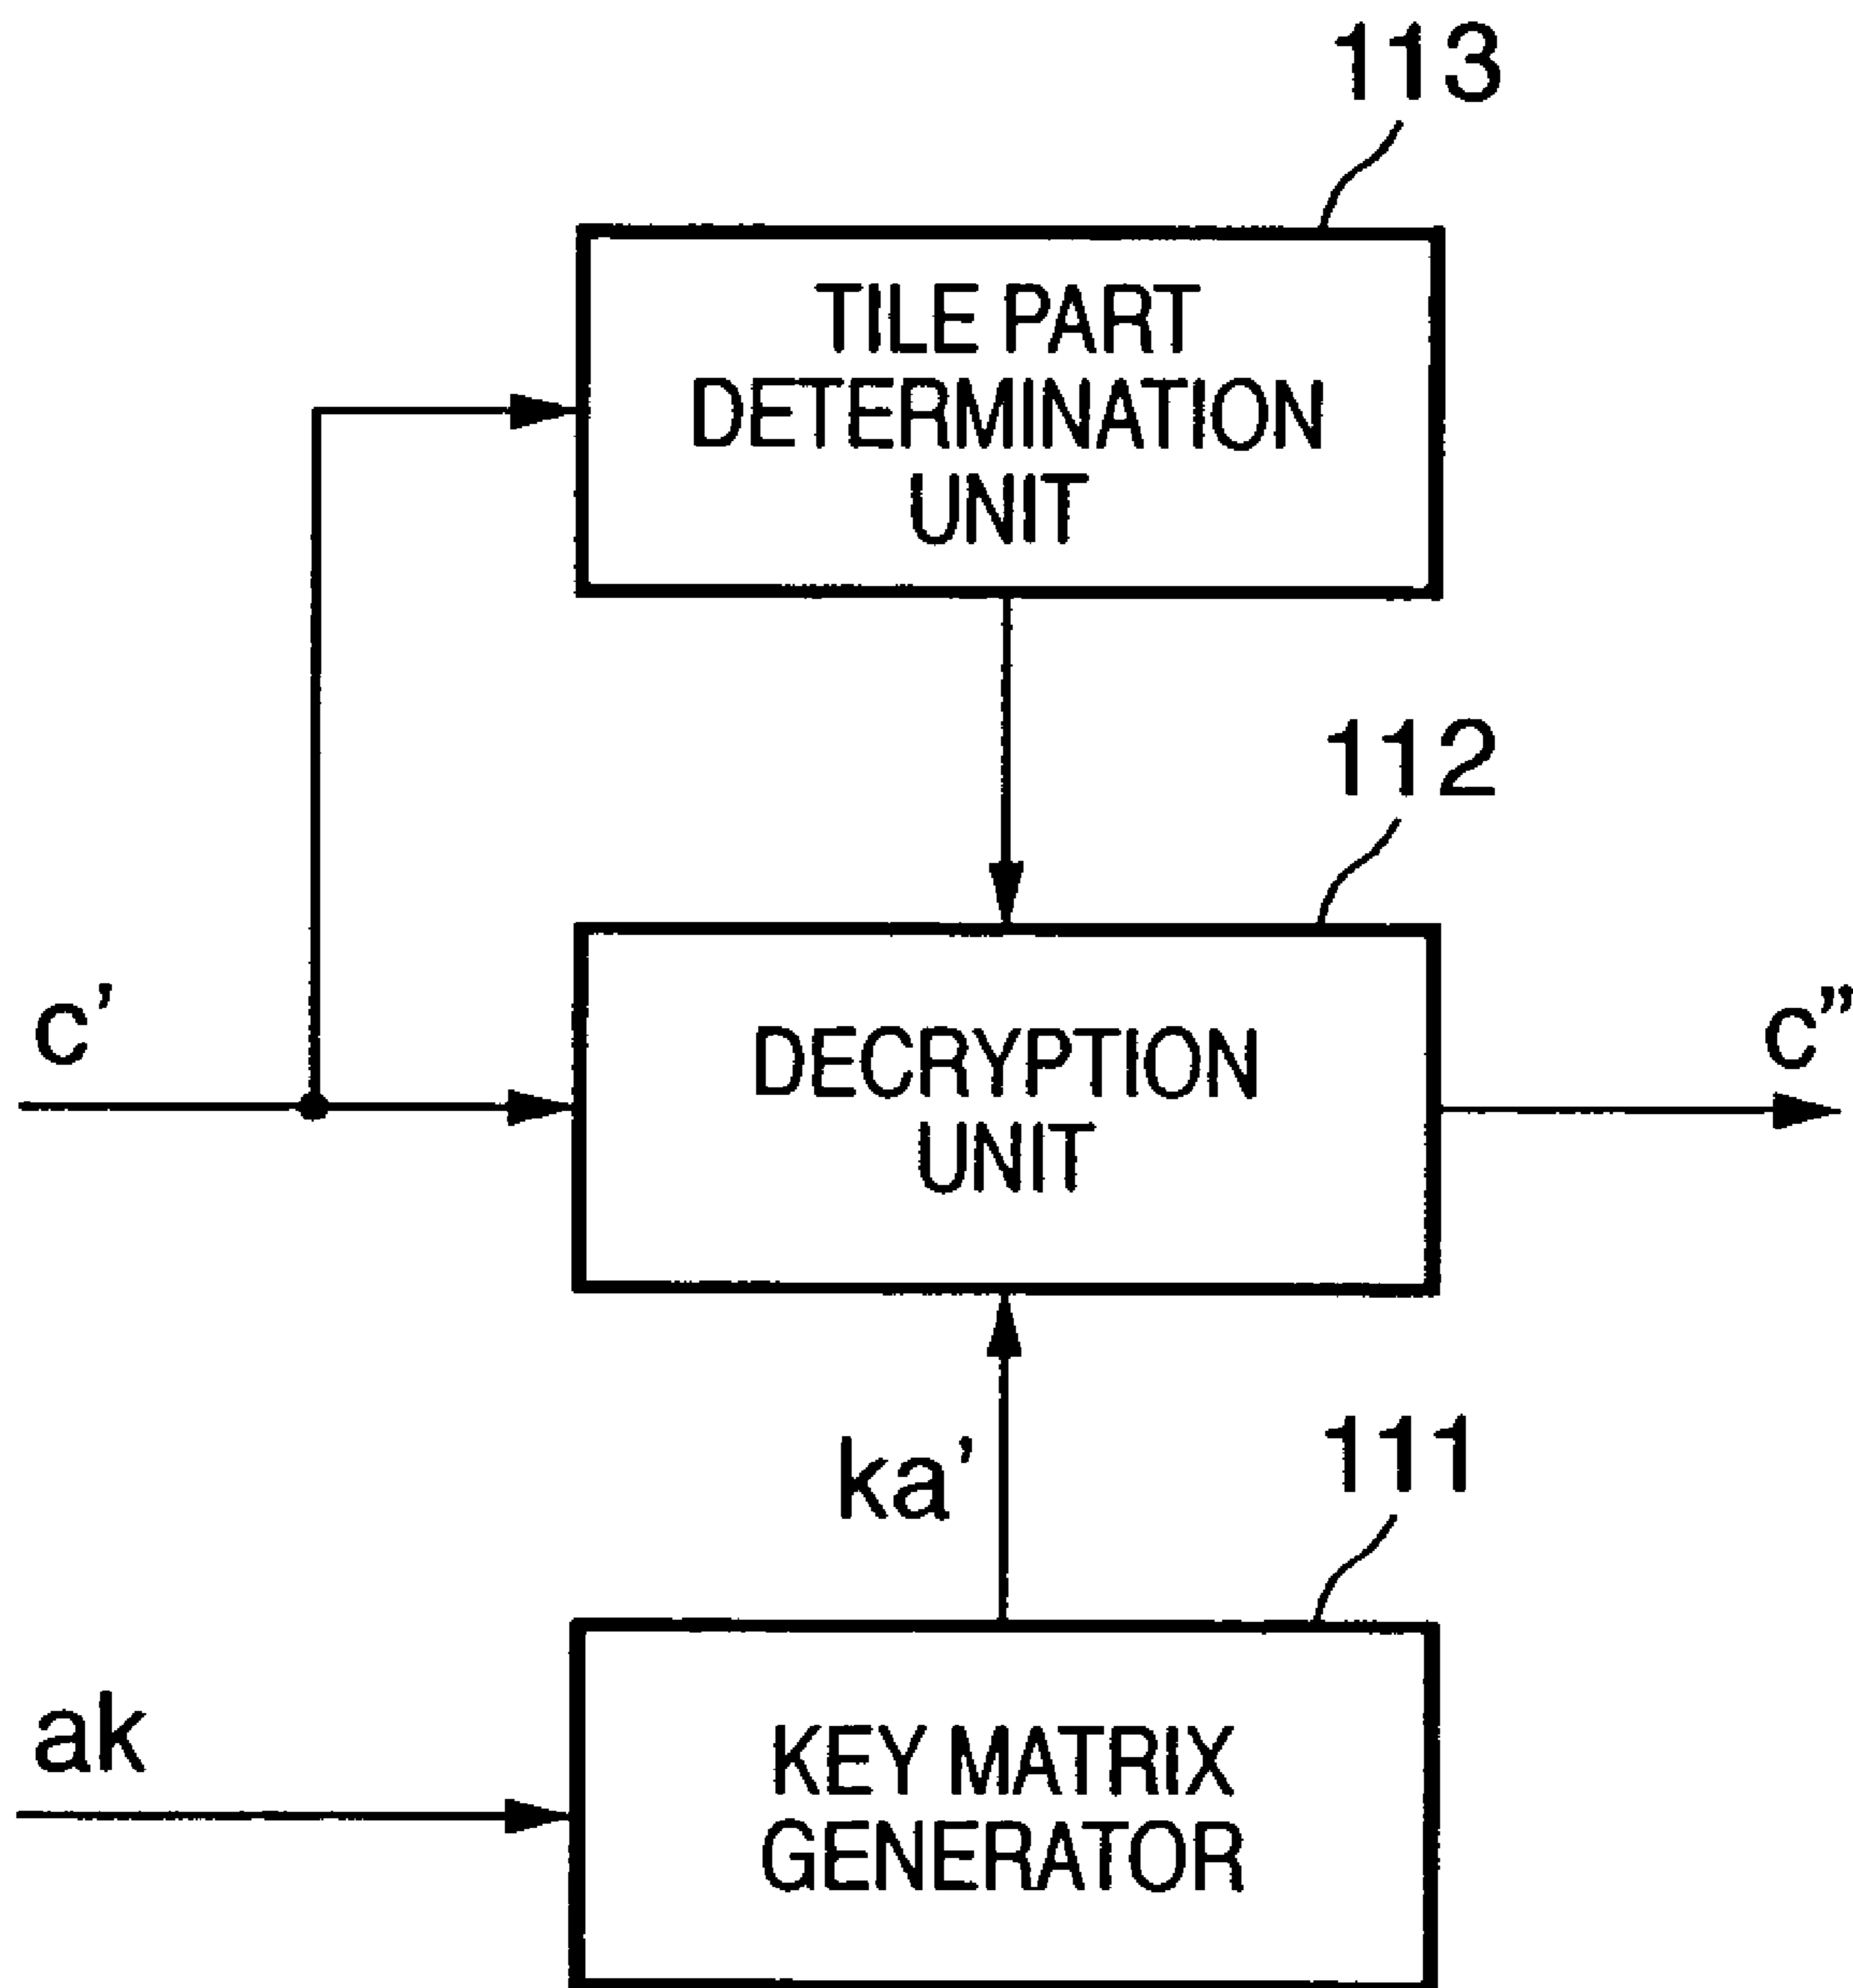 113
TILE PART
DETERMINATION
UNIT
112
c'
DECRYPTION
UNIT
c”
ka'
111
ak
KEY MATRIX
GENERATOR